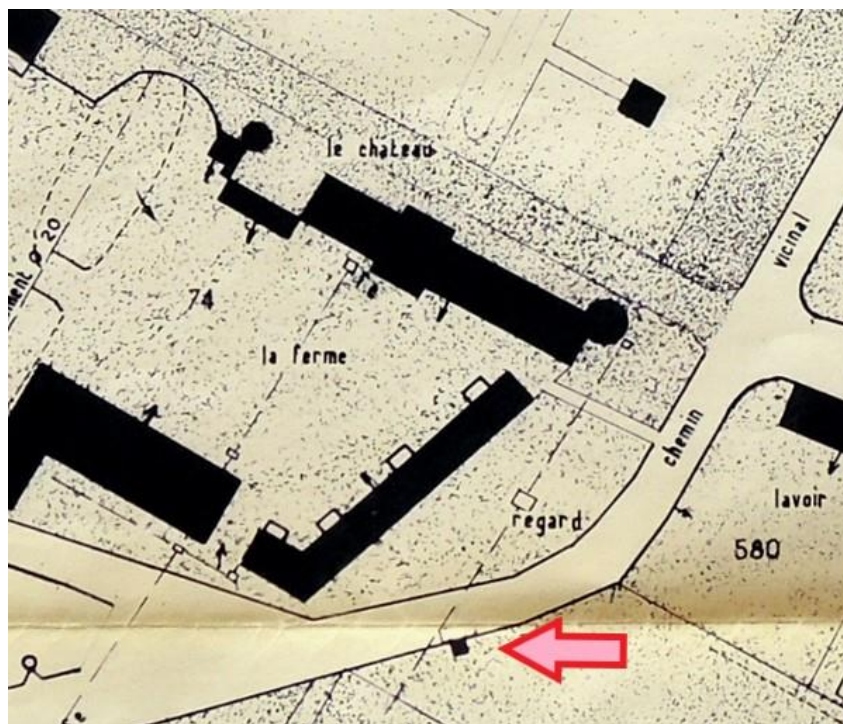 le chateau
vicinal
ment ø 20
74
la ferme
chemin
lavoir
regard
580